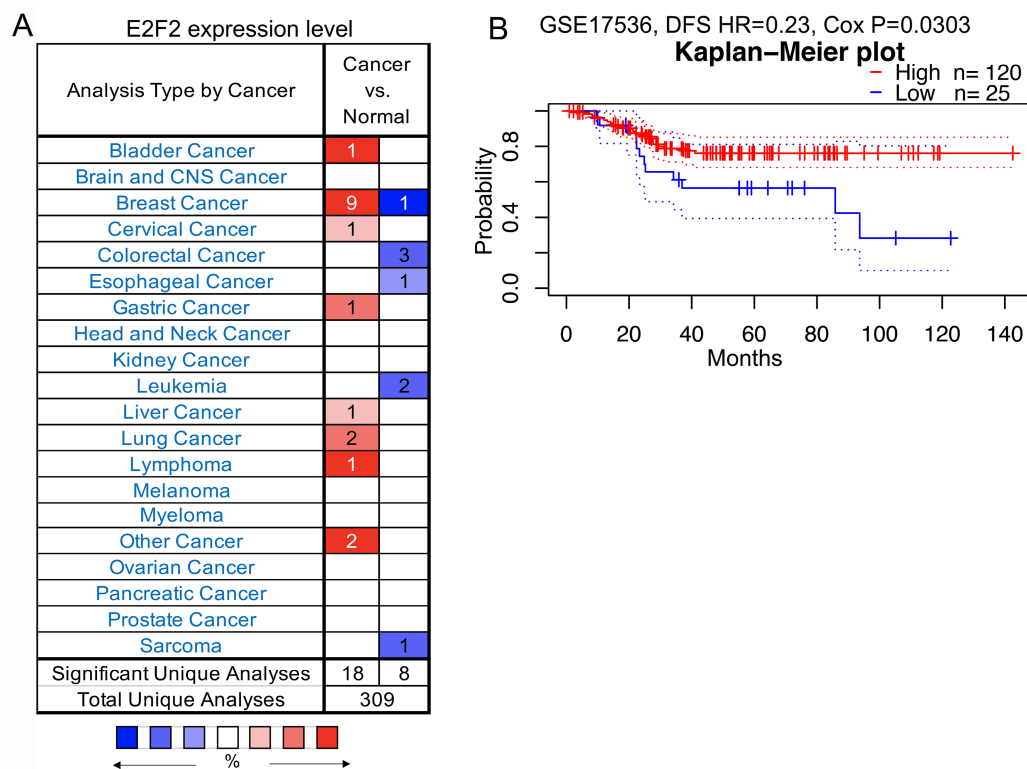 A
E2F2 expression level
Analysis Type by Cancer
Cancer
vs.
Normal
Bladder Cancer 1
Brain and CNS Cancer
Breast Cancer 9 1
Cervical Cancer 1
Colorectal Cancer 3
Esophageal Cancer 1
Gastric Cancer 1
Head and Neck Cancer
Kidney Cancer
Leukemia 2
Liver Cancer 1
Lung Cancer 2
Lymphoma 1
Melanoma
Myeloma
Other Cancer 2
Ovarian Cancer
Pancreatic Cancer
Prostate Cancer
Sarcoma 1
Significant Unique Analyses 18 8
Total Unique Analyses 309
%
B
GSE17536, DFS HR=0.23, Cox P=0.0303
Kaplan−Meier plot
High n= 120
Low n= 25
Probability
0.8
0.4
0.0
0 20 40 60 80 100 120 140
Months